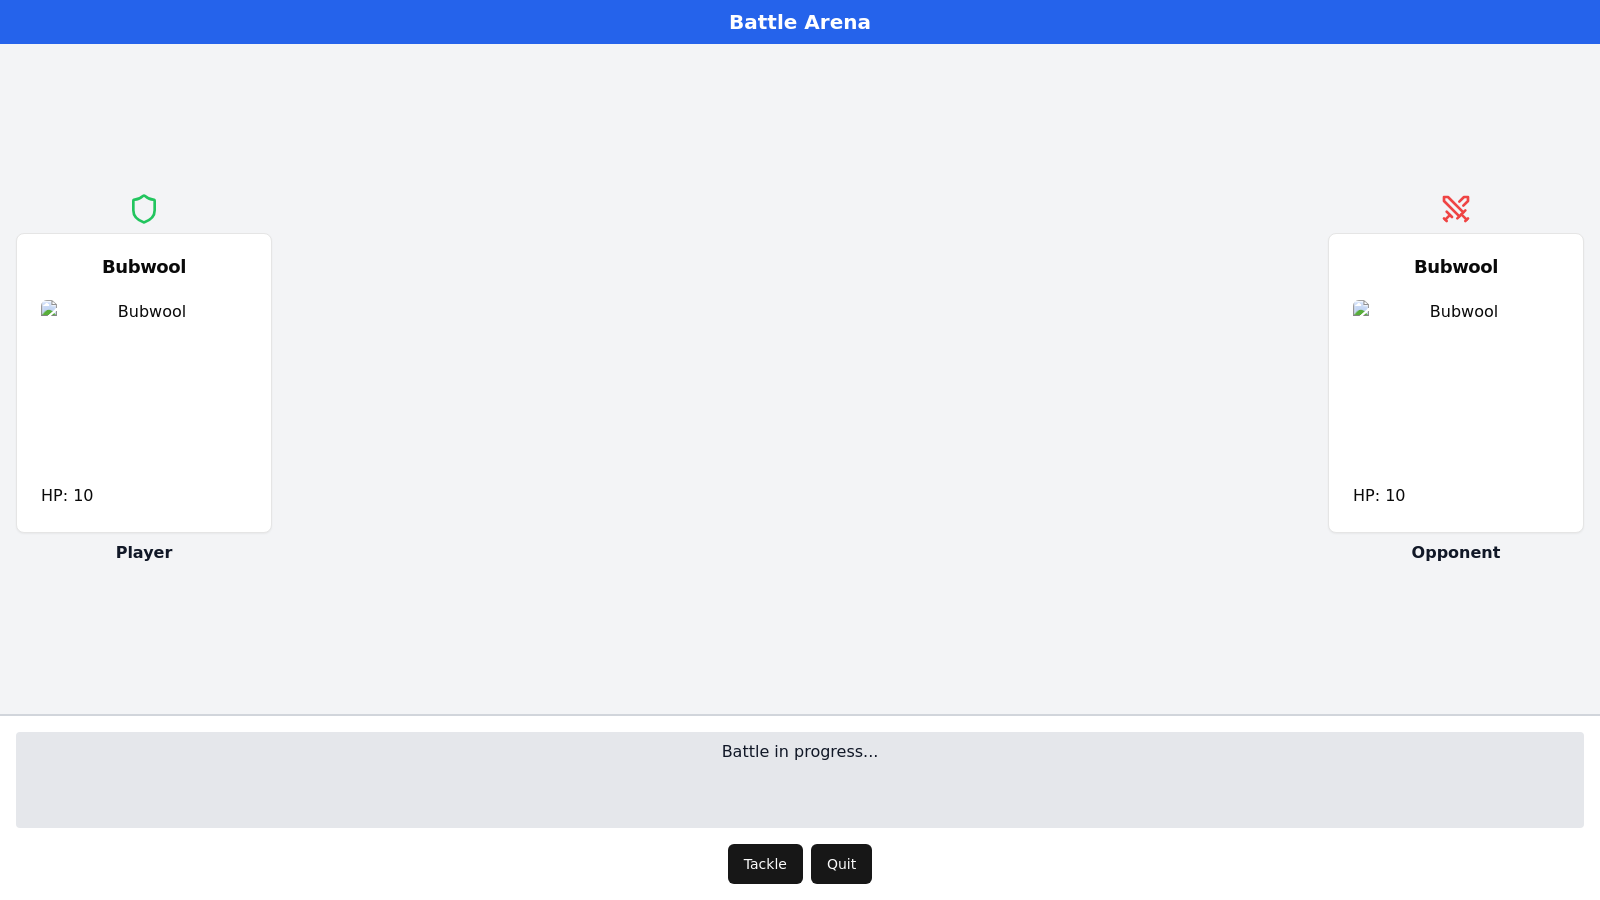 Battle Arena
Bubwool
Bubwool
HP: 10
Player
Bubwool
Bubwool
HP: 10
Opponent
Battle in progress...
Tackle
Quit